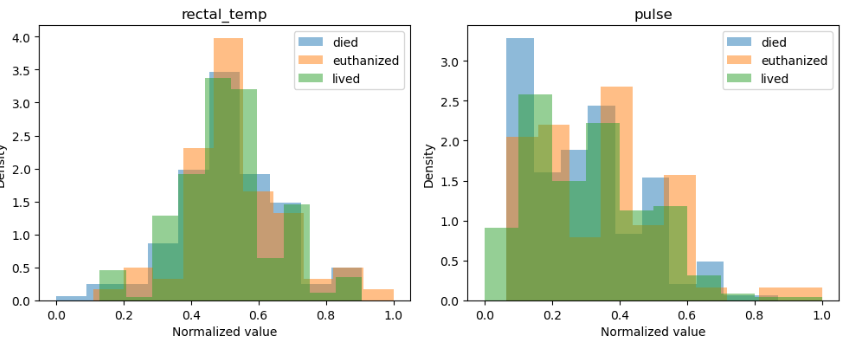 rectal_temp
died
euthanized
lived
4.0
3.5
3.0
2.5
2.0
1.5
1.0
0.5
0.0
Density
0.0 0.2 0.4 0.6 0.8 1.0
Normalized value
pulse
died
euthanized
lived
3.0
2.5
2.0
1.5
1.0
0.5
0.0
Density
0.0 0.2 0.4 0.6 0.8 1.0
Normalized value